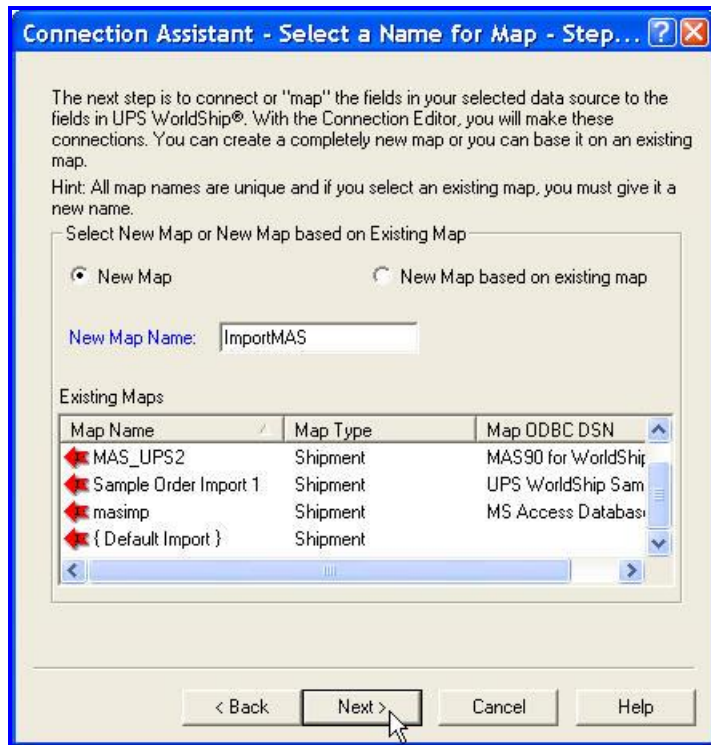 Connection Assistant - Select a Name for Map - Step...
The next step is to connect or "map" the fields in your selected data source to the
fields in UPS WorldShip®. With the Connection Editor, you will make these
connections. You can create a completely new map or you can base it on an existing
map.
Hint: All map names are unique and if you select an existing map, you must give it a
new name.
Select New Map or New Map based on Existing Map
New Map New Map based on existing map
New Map Name: ImportMAS
Existing Maps
Map Name Map Type Map ODBC DSN
MAS_UPS2 Shipment MAS90 for WorldShip
Sample Order Import 1 Shipment UPS WorldShip Sam
masimp Shipment MS Access Databas
{ Default Import } Shipment
< Back Next > Cancel Help